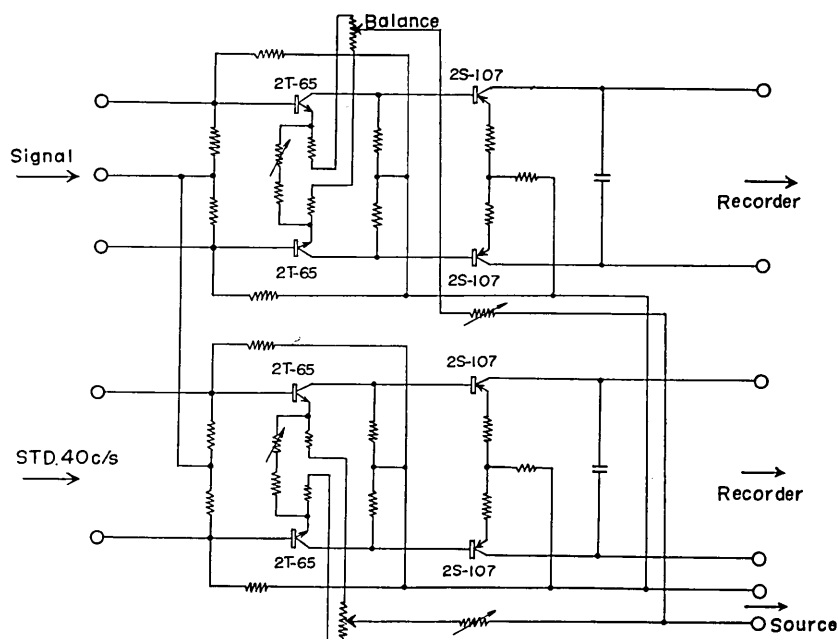 Balance
2T-65
2S-107
Signal
Recorder
2T-65
2S-107
2T-65
2S-107
STD.40c/s
Recorder
2T-65
2S-107
Source